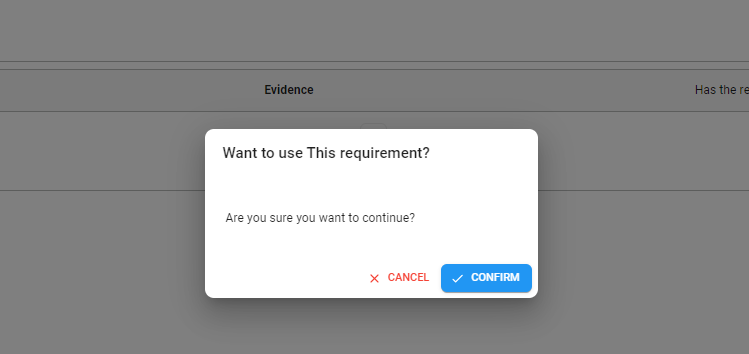 Evidence
Has the re
Want to use This requirement?
Are you sure you want to continue?
CANCEL
CONFIRM